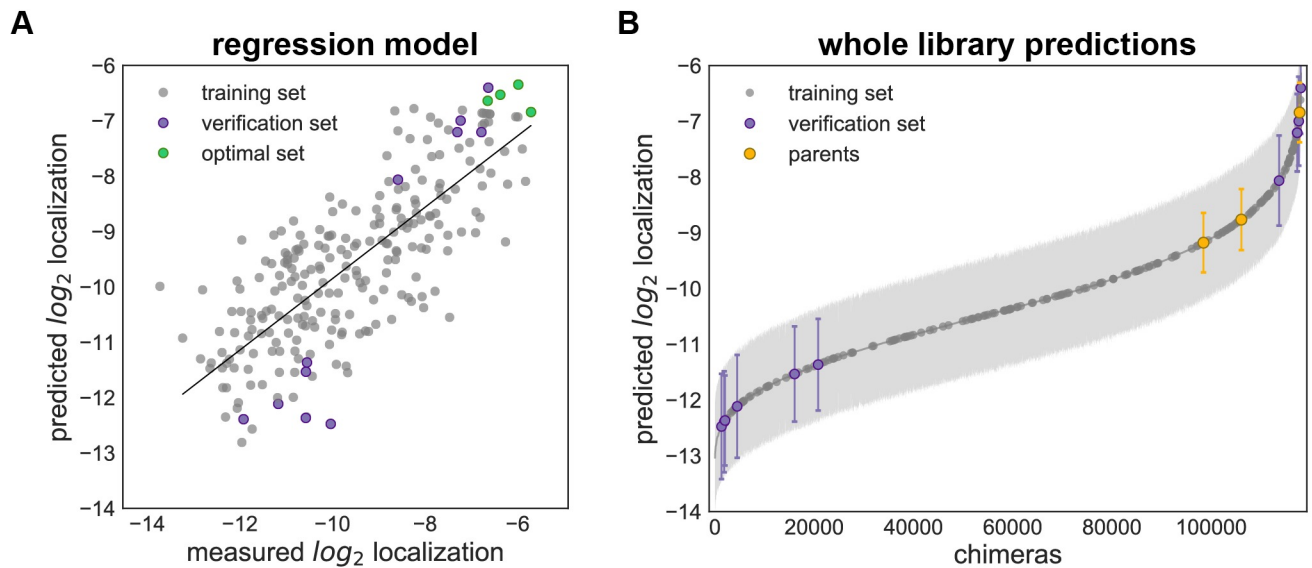 A
regression model
−6
−7
−8
−9
−10
−11
−12
−13
−14
predicted log2 localization
training set
verification set
optimal set
−14 −12 −10 −8 −6
measured log2 localization
B
whole library predictions
−6
−7
−8
−9
−10
−11
−12
−13
−14
predicted log2 localization
training set
verification set
parents
0 20000 40000 60000 80000 100000
chimeras